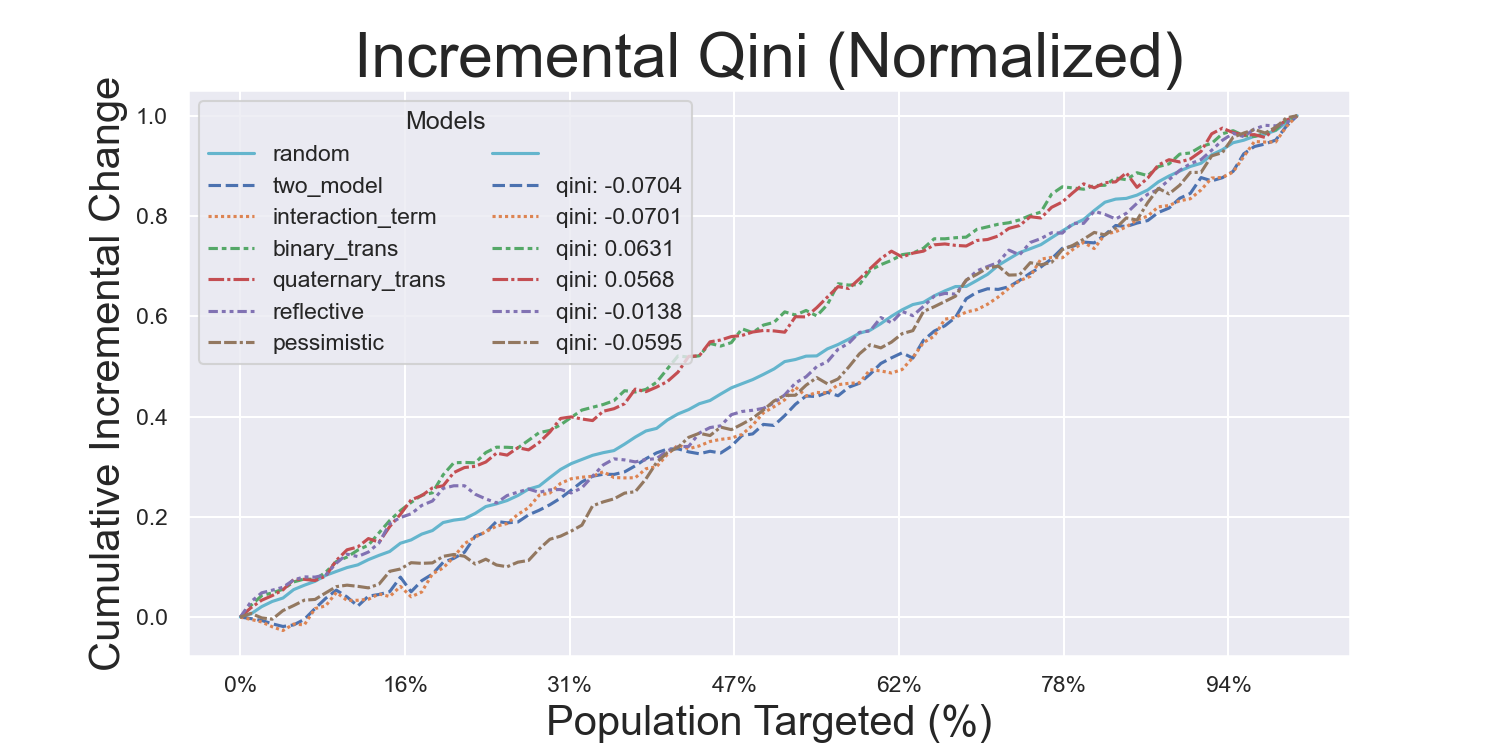 Incremental Qini (Normalized)
Cumulative Incremental Change
1.0
0.8
0.6
0.4
0.2
0.0
Models
random
two_model qini: -0.0704
interaction_term qini: -0.0701
binary_trans qini: 0.0631
quaternary_trans qini: 0.0568
reflective qini: -0.0138
pessimistic qini: -0.0595
0% 16% 31% 47% 62% 78% 94%
Population Targeted (%)